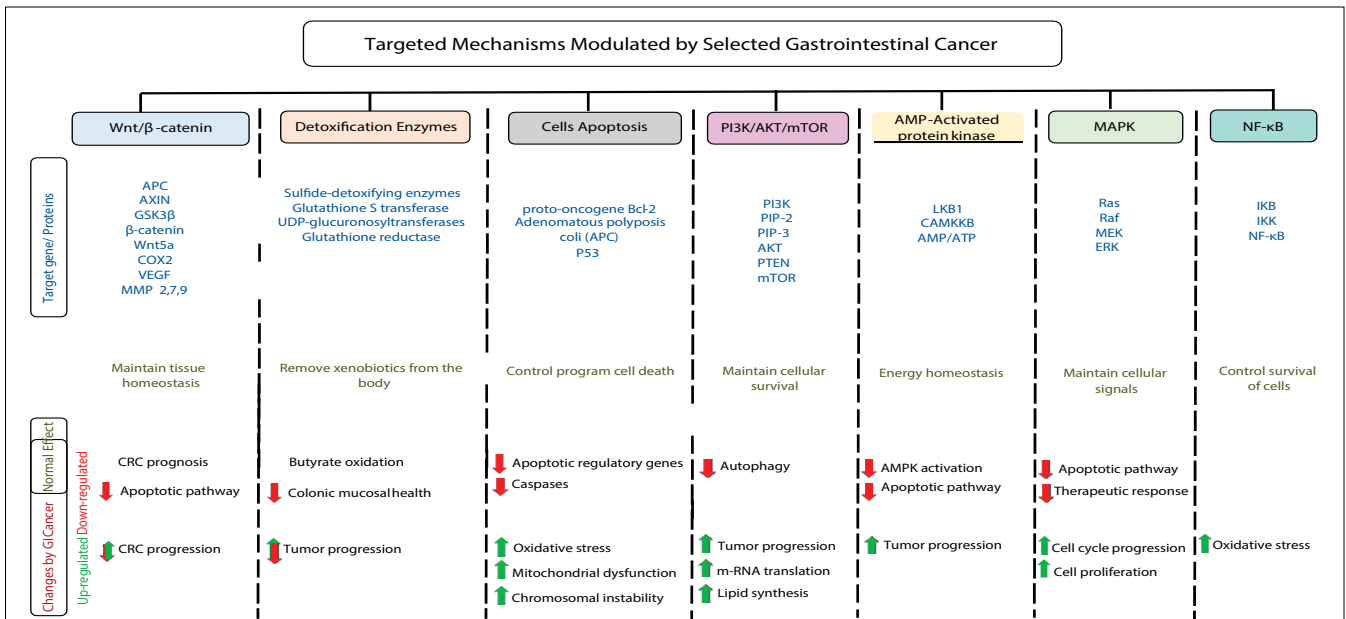 Targeted Mechanisms Modulated by Selected Gastrointestinal Cancer
Wnt/β-catenin
Detoxification Enzymes
Cells Apoptosis
PI3K/AKT/mTOR
AMP-Activated
protein kinase
MAPK
NF-κB
Target gene/ Proteins
APC
AXIN
GSK3β
β-catenin
Wnt5a
COX2
VEGF
MMP 2,7,9
Sulfide-detoxifying enzymes
Glutathione S transferase
UDP-glucuronosyltransferases
Glutathione reductase
proto-oncogene Bcl-2
Adenomatous polyposis
coli (APC)
P53
PI3K
PIP-2
PIP-3
AKT
PTEN
mTOR
LKB1
CAMKKB
AMP/ATP
Ras
Raf
MEK
ERK
IKB
IKK
NF-κB
Normal Effect
Maintain tissue
homeostasis
Remove xenobiotics from the
body
Control program cell death
Maintain cellular
survival
Energy homeostasis
Maintain cellular
signals
Control survival
of cells
Changes by GI Cancer
Down-regulated
CRC prognosis
Apoptotic pathway
Butyrate oxidation
Colonic mucosal health
Apoptotic regulatory genes
Caspases
Autophagy
AMPK activation
Apoptotic pathway
Apoptotic pathway
Therapeutic response
Up-regulated
CRC progression
Tumor progression
Oxidative stress
Mitochondrial dysfunction
Chromosomal instability
Tumor progression
m-RNA translation
Lipid synthesis
Tumor progression
Cell cycle progression
Cell proliferation
Oxidative stress